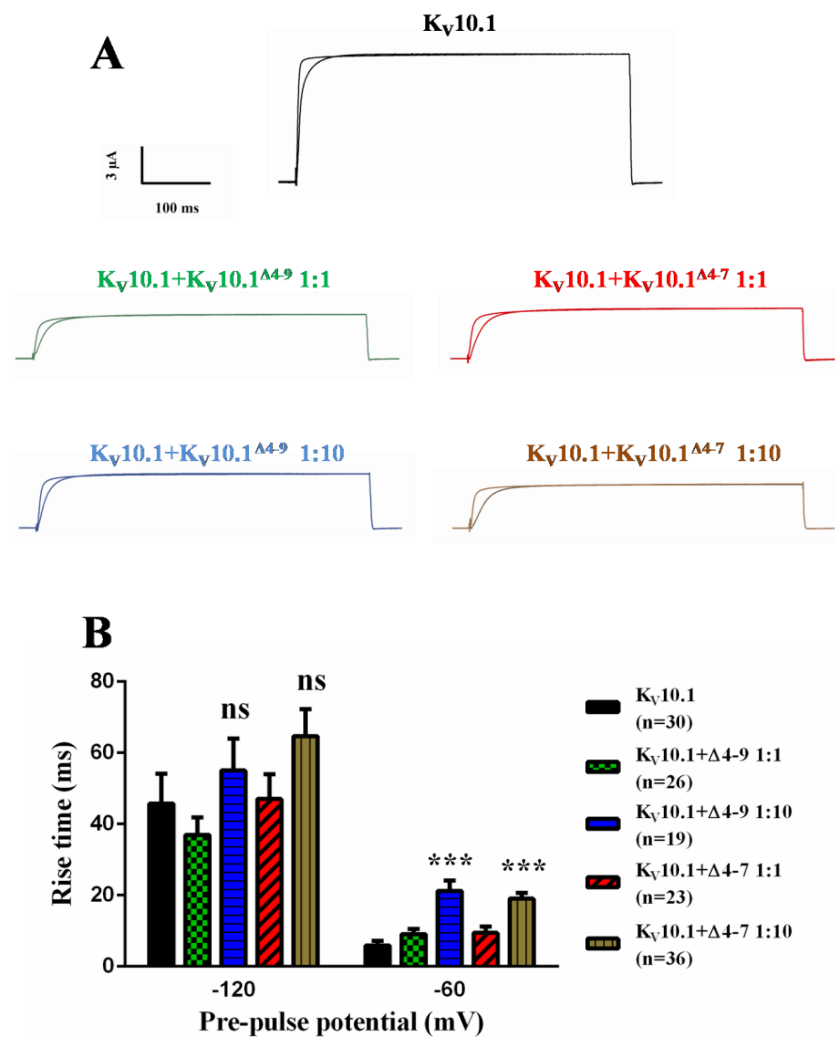 A
Kv10.1
3 µA
100 ms
Kv10.1+Kv10.1Δ4-9 1:1
Kv10.1+Kv10.1Δ4-7 1:1
Kv10.1+Kv10.1Δ4-9 1:10
Kv10.1+Kv10.1Δ4-7 1:10
B
Rise time (ms)
80
60
40
20
0
ns
ns
***
***
-120
-60
Pre-pulse potential (mV)
Kv10.1
(n=30)
Kv10.1+Δ4-9 1:1
(n=26)
Kv10.1+Δ4-9 1:10
(n=19)
Kv10.1+Δ4-7 1:1
(n=23)
Kv10.1+Δ4-7 1:10
(n=36)